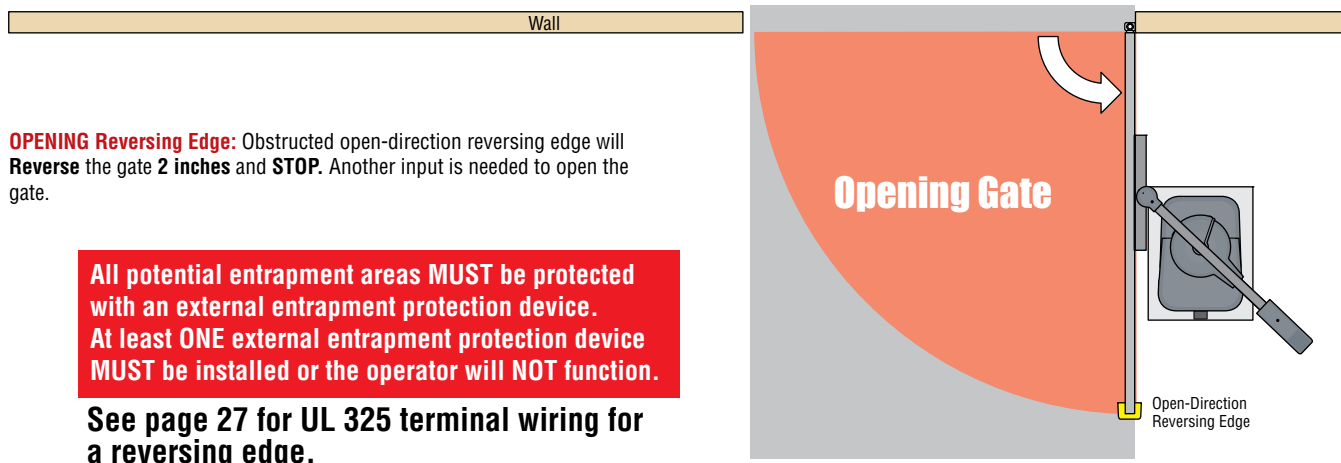 Wall
OPENING Reversing Edge: Obstructed open-direction reversing edge will
Reverse the gate 2 inches and STOP. Another input is needed to open the
gate.
All potential entrapment areas MUST be protected
with an external entrapment protection device.
At least ONE external entrapment protection device
MUST be installed or the operator will NOT function.
See page 27 for UL 325 terminal wiring for
a reversing edge.
Opening Gate
Open-Direction
Reversing Edge